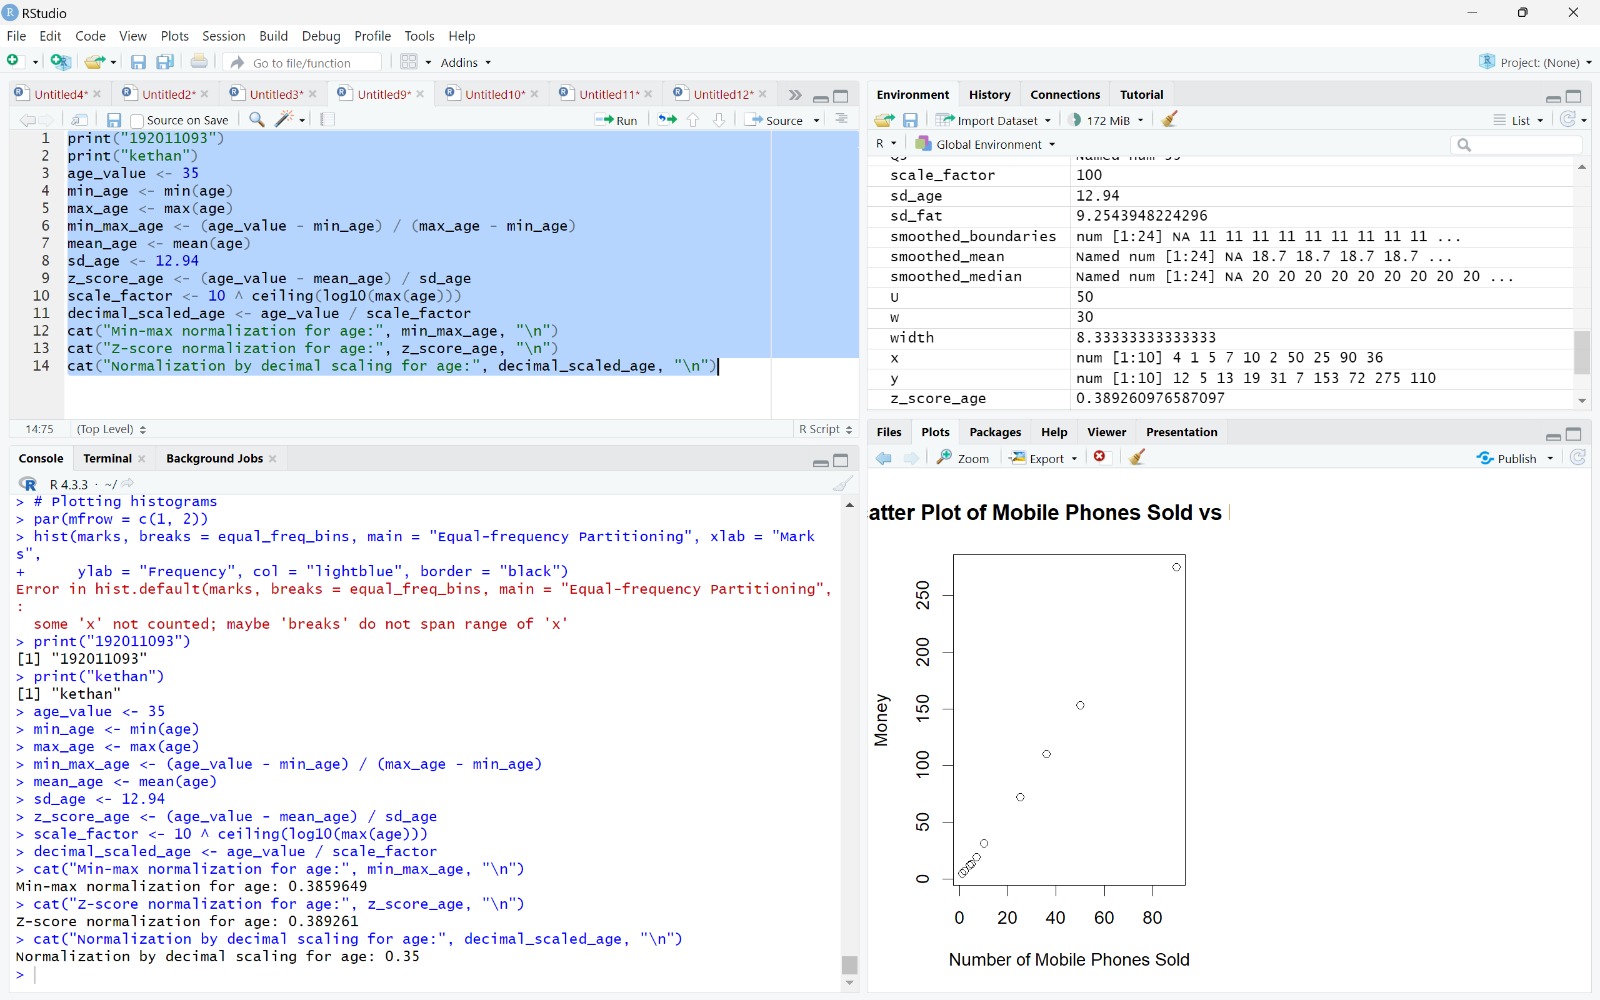 RStudio
File Edit Code View Plots Session Build Debug Profile Tools Help
Go to file/function Addins Project: (None)
Untitled4* Untitled2* Untitled3* Untitled9* Untitled10* Untitled11* Untitled12*
Source on Save Run Source
1 print("192011093")
2 print("kethan")
3 age_value <- 35
4 min_age <- min(age)
5 max_age <- max(age)
6 min_max_age <- (age_value - min_age) / (max_age - min_age)
7 mean_age <- mean(age)
8 sd_age <- 12.94
9 z_score_age <- (age_value - mean_age) / sd_age
10 scale_factor <- 10 ^ ceiling(log10(max(age)))
11 decimal_scaled_age <- age_value / scale_factor
12 cat("Min-max normalization for age:", min_max_age, "\n")
13 cat("Z-score normalization for age:", z_score_age, "\n")
14 cat("Normalization by decimal scaling for age:", decimal_scaled_age, "\n")
14:75 (Top Level) R Script
Console Terminal Background Jobs
R 4.3.3 · ~/
> # Plotting histograms
> par(mfrow = c(1, 2))
> hist(marks, breaks = equal_freq_bins, main = "Equal-frequency Partitioning", xlab = "Mark
s",
+      ylab = "Frequency", col = "lightblue", border = "black")
Error in hist.default(marks, breaks = equal_freq_bins, main = "Equal-frequency Partitioning",
:
  some 'x' not counted; maybe 'breaks' do not span range of 'x'
> print("192011093")
[1] "192011093"
> print("kethan")
[1] "kethan"
> age_value <- 35
> min_age <- min(age)
> max_age <- max(age)
> min_max_age <- (age_value - min_age) / (max_age - min_age)
> mean_age <- mean(age)
> sd_age <- 12.94
> z_score_age <- (age_value - mean_age) / sd_age
> scale_factor <- 10 ^ ceiling(log10(max(age)))
> decimal_scaled_age <- age_value / scale_factor
> cat("Min-max normalization for age:", min_max_age, "\n")
Min-max normalization for age: 0.3859649
> cat("Z-score normalization for age:", z_score_age, "\n")
Z-score normalization for age: 0.389261
> cat("Normalization by decimal scaling for age:", decimal_scaled_age, "\n")
Normalization by decimal scaling for age: 0.35
>
Environment History Connections Tutorial
Import Dataset 172 MiB List
R Global Environment
scale_factor 100
sd_age 12.94
sd_fat 9.2543948224296
smoothed_boundaries num [1:24] NA 11 11 11 11 11 11 11 11 11 ...
smoothed_mean Named num [1:24] NA 18.7 18.7 18.7 18.7 ...
smoothed_median Named num [1:24] NA 20 20 20 20 20 20 20 20 20 ...
U 50
w 30
width 8.33333333333333
x num [1:10] 4 1 5 7 10 2 50 25 90 36
y num [1:10] 12 5 13 19 31 7 153 72 275 110
z_score_age 0.389260976587097
Files Plots Packages Help Viewer Presentation
Zoom Export Publish
atter Plot of Mobile Phones Sold vs
Money
250
200
150
100
50
0
0 20 40 60 80
Number of Mobile Phones Sold